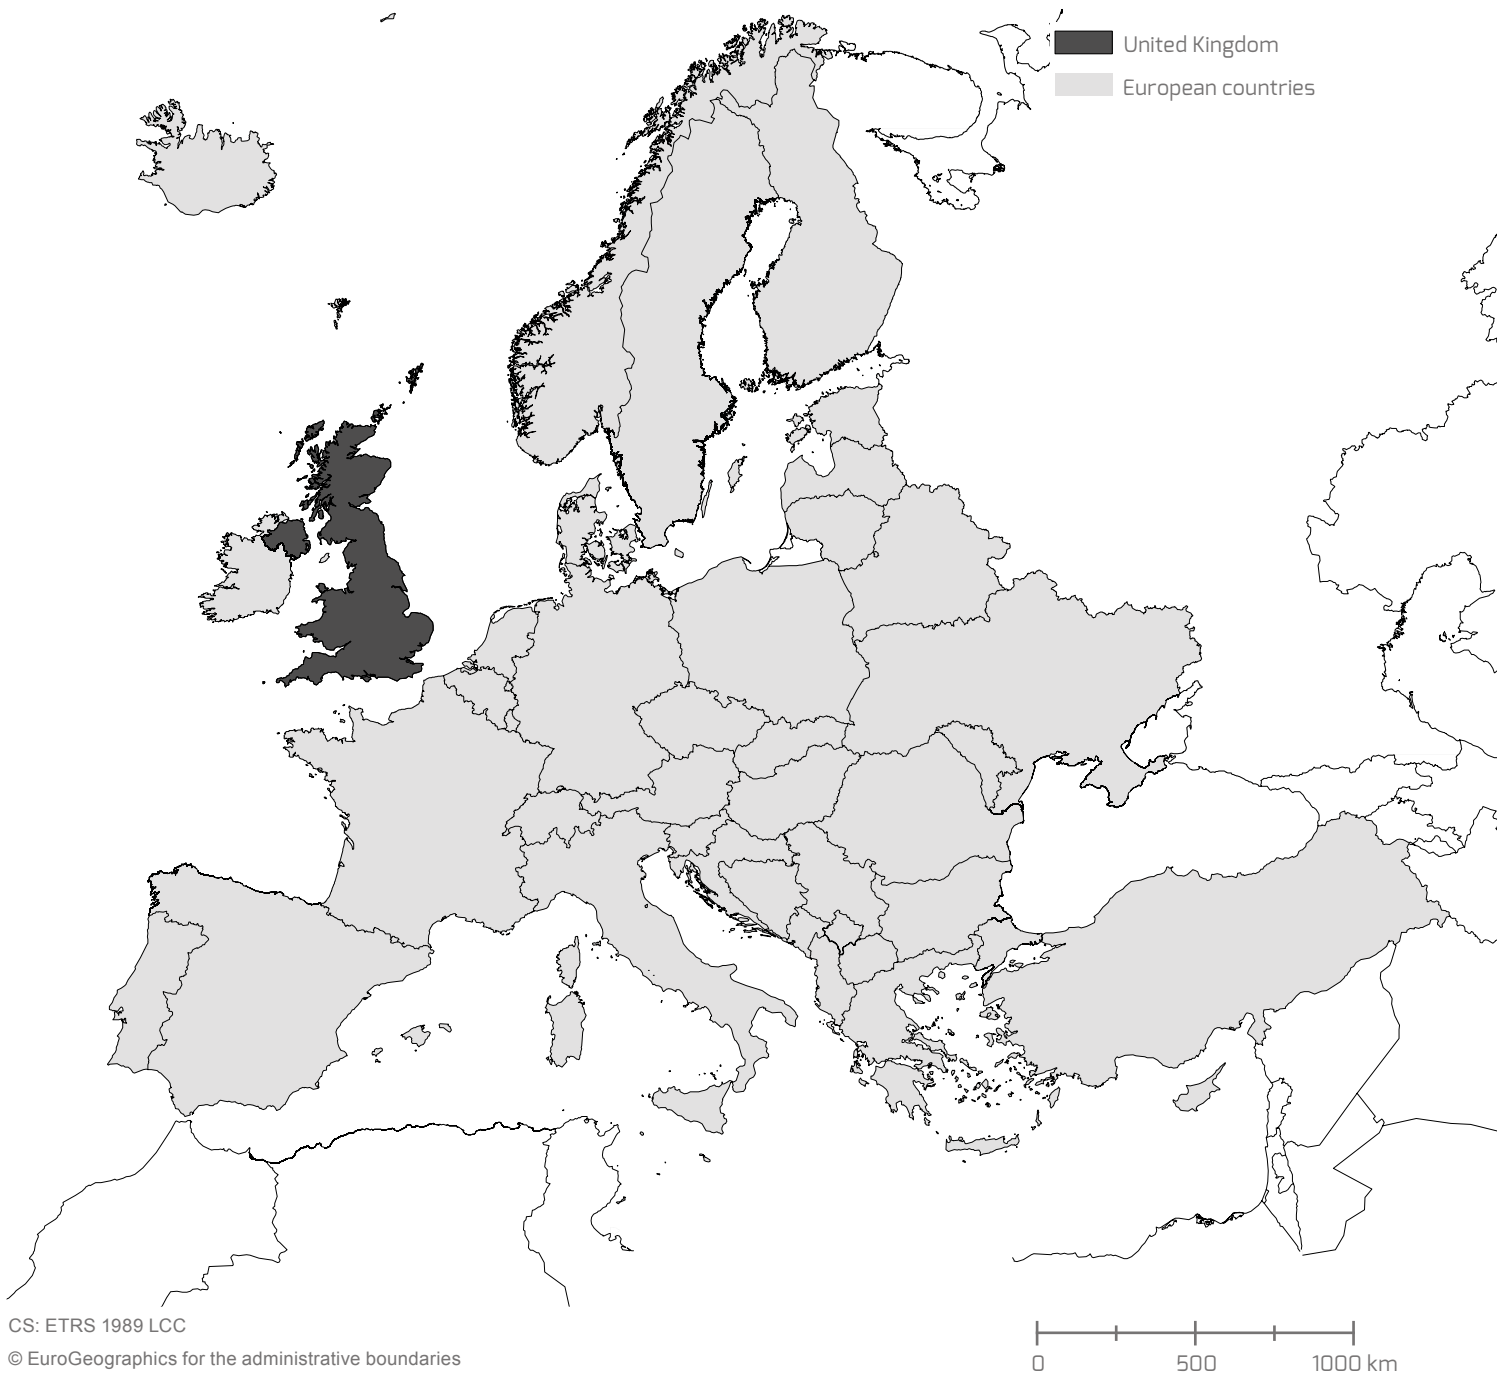 United Kingdom
European countries
CS: ETRS 1989 LCC
© EuroGeographics for the administrative boundaries
0 500 1000 km